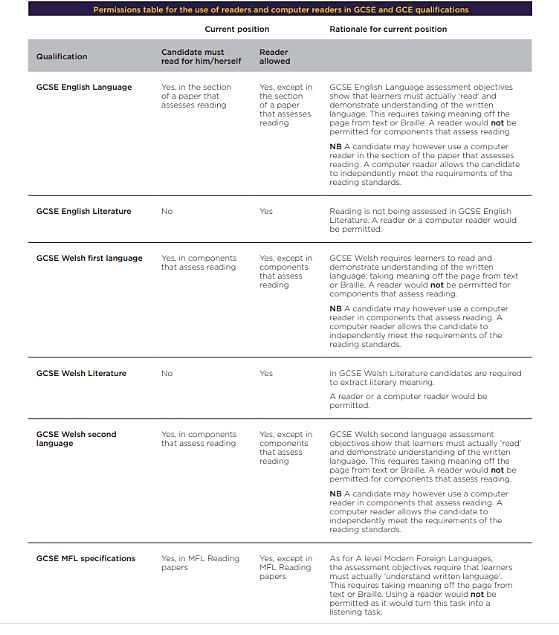 Permissions table for the use of readers and computer readers in GCSE and GCE qualifications
Current position
Rationale for current position
Qualification
Candidate must
read for him/herself
Reader
allowed
GCSE English Language
Yes, in the section
of a paper that
assesses reading
Yes, except in
the section
of a paper
that assesses
reading
GCSE English Language assessment objectives
show that learners must actually 'read' and
demonstrate understanding of the written
language. This requires taking meaning off the
page from text or Braille. A reader would not be
permitted for components that assess reading.
NB A candidate may however use a computer
reader in the section of the paper that assesses
reading. A computer reader allows the candidate
to independently meet the requirements of the
reading standards.
GCSE English Literature
No
Yes
Reading is not being assessed in GCSE English
Literature. A reader or a computer reader would
be permitted.
GCSE Welsh first language
Yes, in components
that assess reading
Yes, except in
components
that assess
reading
GCSE Welsh requires learners to read and
demonstrate understanding of the written
language; taking meaning off the page from text
or Braille. A reader would not be permitted for
components that assess reading.
NB A candidate may however use a computer
reader in components that assess reading. A
computer reader allows the candidate to
independently meet the requirements of the
reading standards.
GCSE Welsh Literature
No
Yes
In GCSE Welsh Literature candidates are required
to extract literary meaning.
A reader or a computer reader would be
permitted.
GCSE Welsh second
language
Yes, in components
that assess reading
Yes, except in
components
that assess
reading
GCSE Welsh second language assessment
objectives show that learners must actually 'read'
and demonstrate understanding of the written
language. This requires taking meaning off the
page from text or Braille. A reader would not be
permitted for components that assess reading.
NB A candidate may however use a computer
reader in components that assess reading. A
computer reader allows the candidate to
independently meet the requirements of the
reading standards.
GCSE MFL specifications
Yes, in MFL Reading
papers
Yes, except in
MFL Reading
papers
As for A level Modern Foreign Languages,
the assessment objectives require that learners
must actually 'understand written language'.
This requires taking meaning off the page from
text or Braille. Using a reader would not be
permitted as it would turn this task into a
listening task.